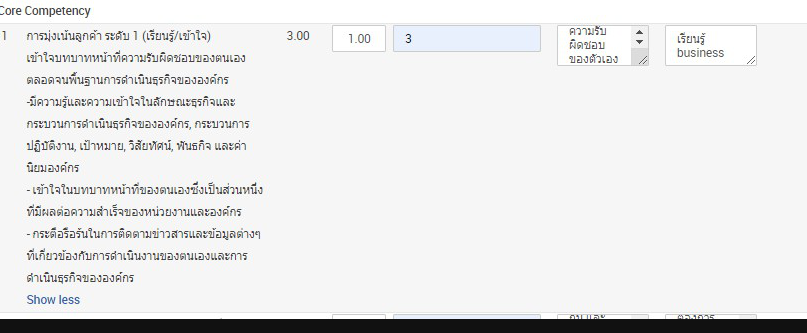 Core Competency
1 การมุ่งเน้นลูกค้า ระดับ 1 (เรียนรู้/เข้าใจ) 3.00 1.00 3
ความรับ
ผิดชอบ
ของตัวเอง
เรียนรู้
business
เข้าใจบทบาทหน้าที่ความรับผิดชอบของตนเอง
ตลอดจนพื้นฐานการดำเนินธุรกิจขององค์กร
-มีความรู้และความเข้าใจในลักษณะธุรกิจและ
กระบวนการดำเนินธุรกิจขององค์กร, กระบวนการ
ปฏิบัติงาน, เป้าหมาย, วิสัยทัศน์, พันธกิจ และค่า
นิยมองค์กร
- เข้าใจในบทบาทหน้าที่ของตนเองซึ่งเป็นส่วนหนึ่ง
ที่มีผลต่อความสำเร็จของหน่วยงานและองค์กร
- กระตือรือร้นในการติดตามข่าวสารและข้อมูลต่างๆ
ที่เกี่ยวข้องกับการดำเนินงานของตนเองและการ
ดำเนินธุรกิจขององค์กร
Show less
ต้องการ